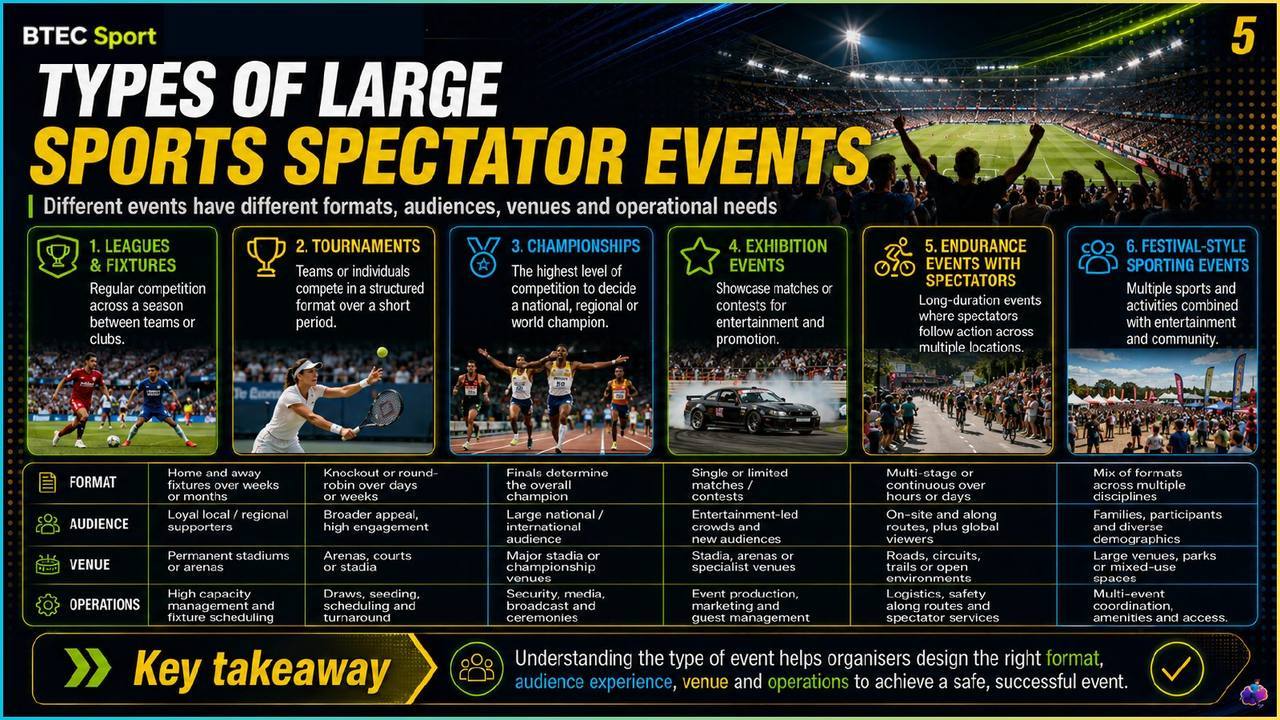 BTEC Sport
5
TYPES OF LARGE
SPORTS SPECTATOR EVENTS
Different events have different formats, audiences, venues and operational needs
1. LEAGUES
& FIXTURES
Regular competition
across a season
between teams or
clubs.
2. TOURNAMENTS
Teams or individuals
compete in a structured
format over a short
period.
3. CHAMPIONSHIPS
The highest level of
competition to decide
a national, regional or
world champion.
4. EXHIBITION
EVENTS
Showcase matches or
contests for
entertainment and
promotion.
5. ENDURANCE
EVENTS WITH
SPECTATORS
Long-duration events
where spectators
follow action across
multiple locations.
6. FESTIVAL-STYLE
SPORTING EVENTS
Multiple sports and
activities combined
with entertainment
and community.
FORMAT
Home and away
fixtures over weeks
or months
Knockout or round-
robin over days
or weeks
Finals determine
the overall
champion
Single or limited
matches /
contests
Multi-stage or
continuous over
hours or days
Mix of formats
across multiple
disciplines
AUDIENCE
Loyal local / regional
supporters
Broader appeal,
high engagement
Large national /
international
audience
Entertainment-led
crowds and
new audiences
On-site and along
routes, plus global
viewers
Families, participants
and diverse
demographics
VENUE
Permanent stadiums
or arenas
Arenas, courts
or stadia
Major stadia or
championship
venues
Stadia, arenas or
specialist venues
Roads, circuits,
trails or open
environments
Large venues, parks
or mixed-use
spaces
OPERATIONS
High capacity
management and
fixture scheduling
Draws, seeding,
scheduling and
turnaround
Security, media,
broadcast and
ceremonies
Event production,
marketing and
guest management
Logistics, safety
along routes and
spectator services
Multi-event
coordination,
amenities and access.
Key takeaway
Understanding the type of event helps organisers design the right format,
audience experience, venue and operations to achieve a safe, successful event.